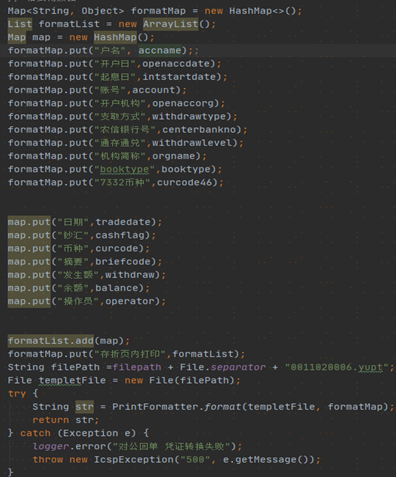 Map<String, Object> formatMap = new HashMap<>();
List formatList = new ArrayList();
Map map = new HashMap();
formatMap.put("户名", accname);;
formatMap.put("开户日",openaccdate);
formatMap.put("起息日",intstartdate);
formatMap.put("账号",account);
formatMap.put("开户机构",openaccorg);
formatMap.put("支取方式",withdrawtype);
formatMap.put("农信银行号",centerbankno);
formatMap.put("通存通兑",withdrawlevel);
formatMap.put("机构简称",orgname);
formatMap.put("booktype",booktype);
formatMap.put("7332币种",curcode46);
map.put("日期",tradedate);
map.put("钞汇",cashflag);
map.put("币种",curcode);
map.put("摘要",briefcode);
map.put("发生额",withdraw);
map.put("余额",balance);
map.put("操作员",operator);
formatList.add(map);
formatMap.put("存折页内打印",formatList);
String filePath =filepath + File.separator + "0011020006.yupt";
File templetFile = new File(filePath);
try {
String str = PrintFormatter.format(templetFile, formatMap);
return str;
} catch (Exception e) {
logger.error("对公回单 凭证转换失败");
throw new IcspException("500", e.getMessage());
}